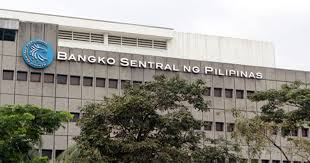 BANGKO SENTRAL NG PILIPINAS